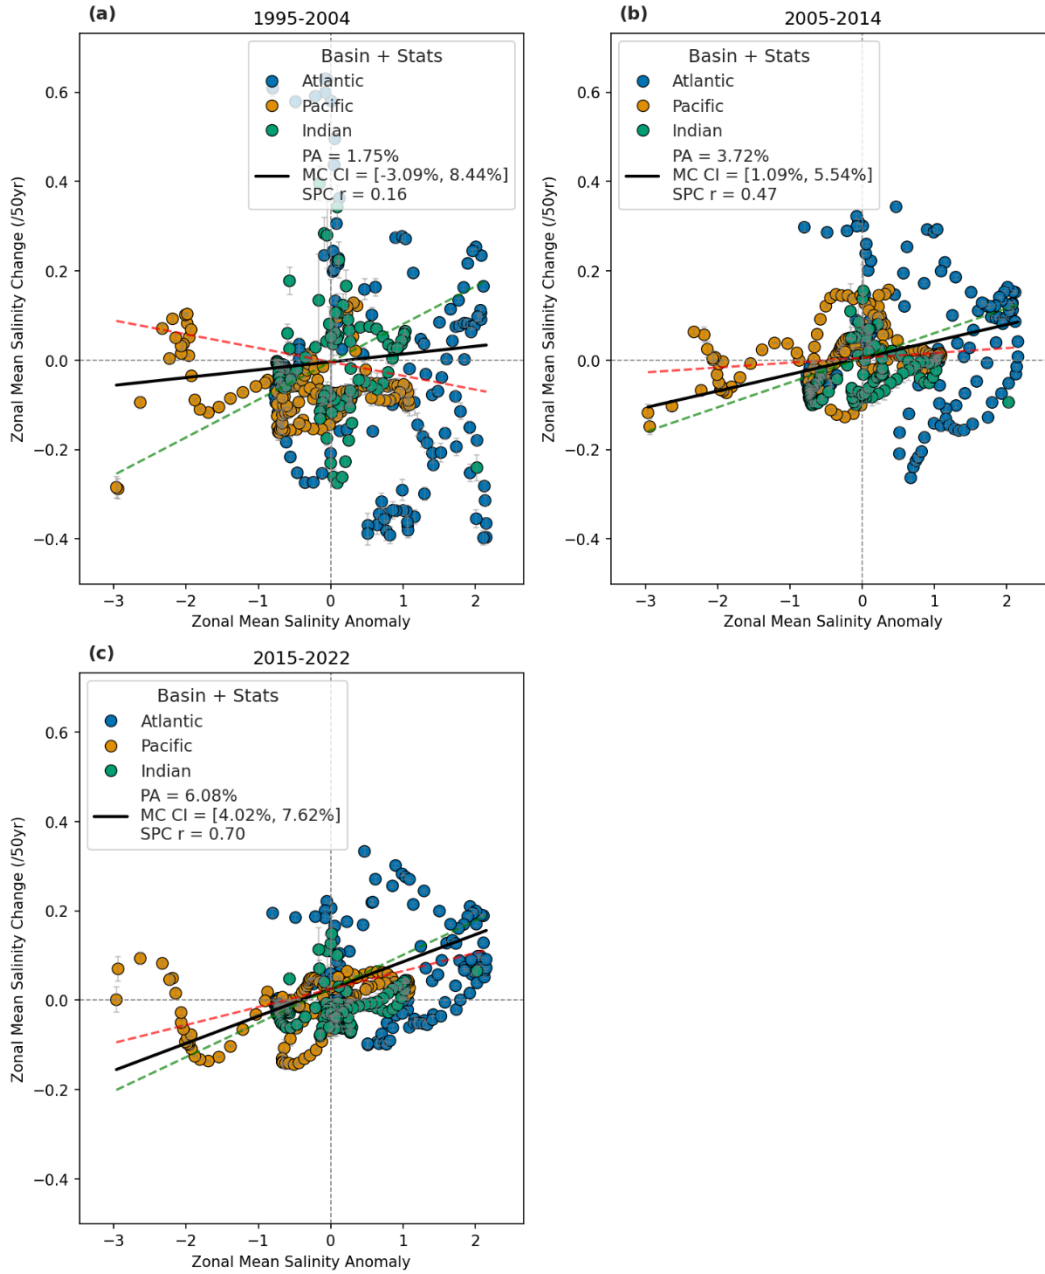 (a)
1995-2004
Basin + Stats
Atlantic
Pacific
Indian
PA = 1.75%
MC CI = [-3.09%, 8.44%]
SPC r = 0.16
Zonal Mean Salinity Change (/50yr)
0.6
0.4
0.2
0.0
−0.2
−0.4
−3
−2
−1
0
1
2
Zonal Mean Salinity Anomaly
(b)
2005-2014
Basin + Stats
Atlantic
Pacific
Indian
PA = 3.72%
MC CI = [1.09%, 5.54%]
SPC r = 0.47
Zonal Mean Salinity Change (/50yr)
0.6
0.4
0.2
0.0
−0.2
−0.4
−3
−2
−1
0
1
2
Zonal Mean Salinity Anomaly
(c)
2015-2022
Basin + Stats
Atlantic
Pacific
Indian
PA = 6.08%
MC CI = [4.02%, 7.62%]
SPC r = 0.70
Zonal Mean Salinity Change (/50yr)
0.6
0.4
0.2
0.0
−0.2
−0.4
−3
−2
−1
0
1
2
Zonal Mean Salinity Anomaly